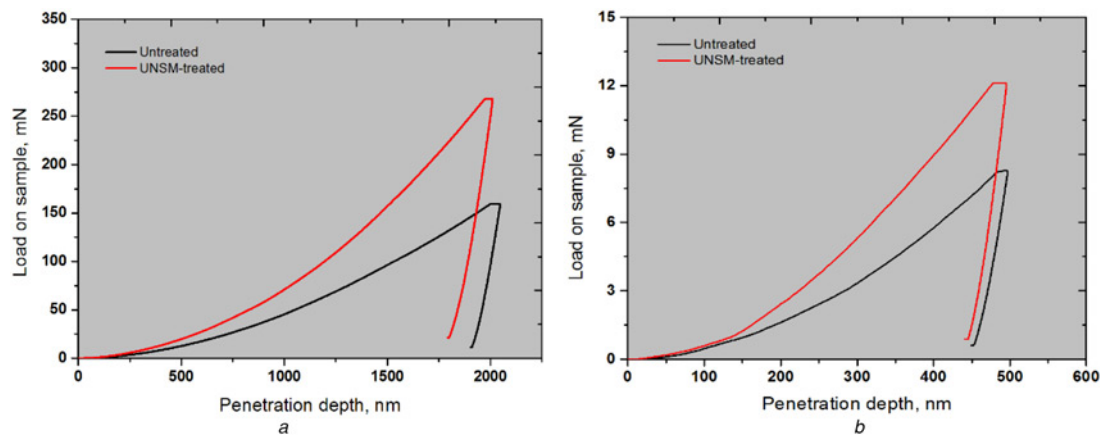 350
300
250
200
150
100
50
0
Load on sample, mN
Untreated
UNSM-treated
0 500 1000 1500 2000
Penetration depth, nm
a
15
12
9
6
3
0
Load on sample, mN
Untreated
UNSM-treated
0 100 200 300 400 500 600
Penetration depth, nm
b